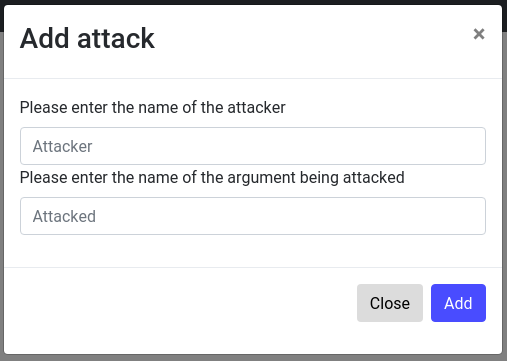 Add attack
×
Please enter the name of the attacker
Attacker
Please enter the name of the argument being attacked
Attacked
Close
Add